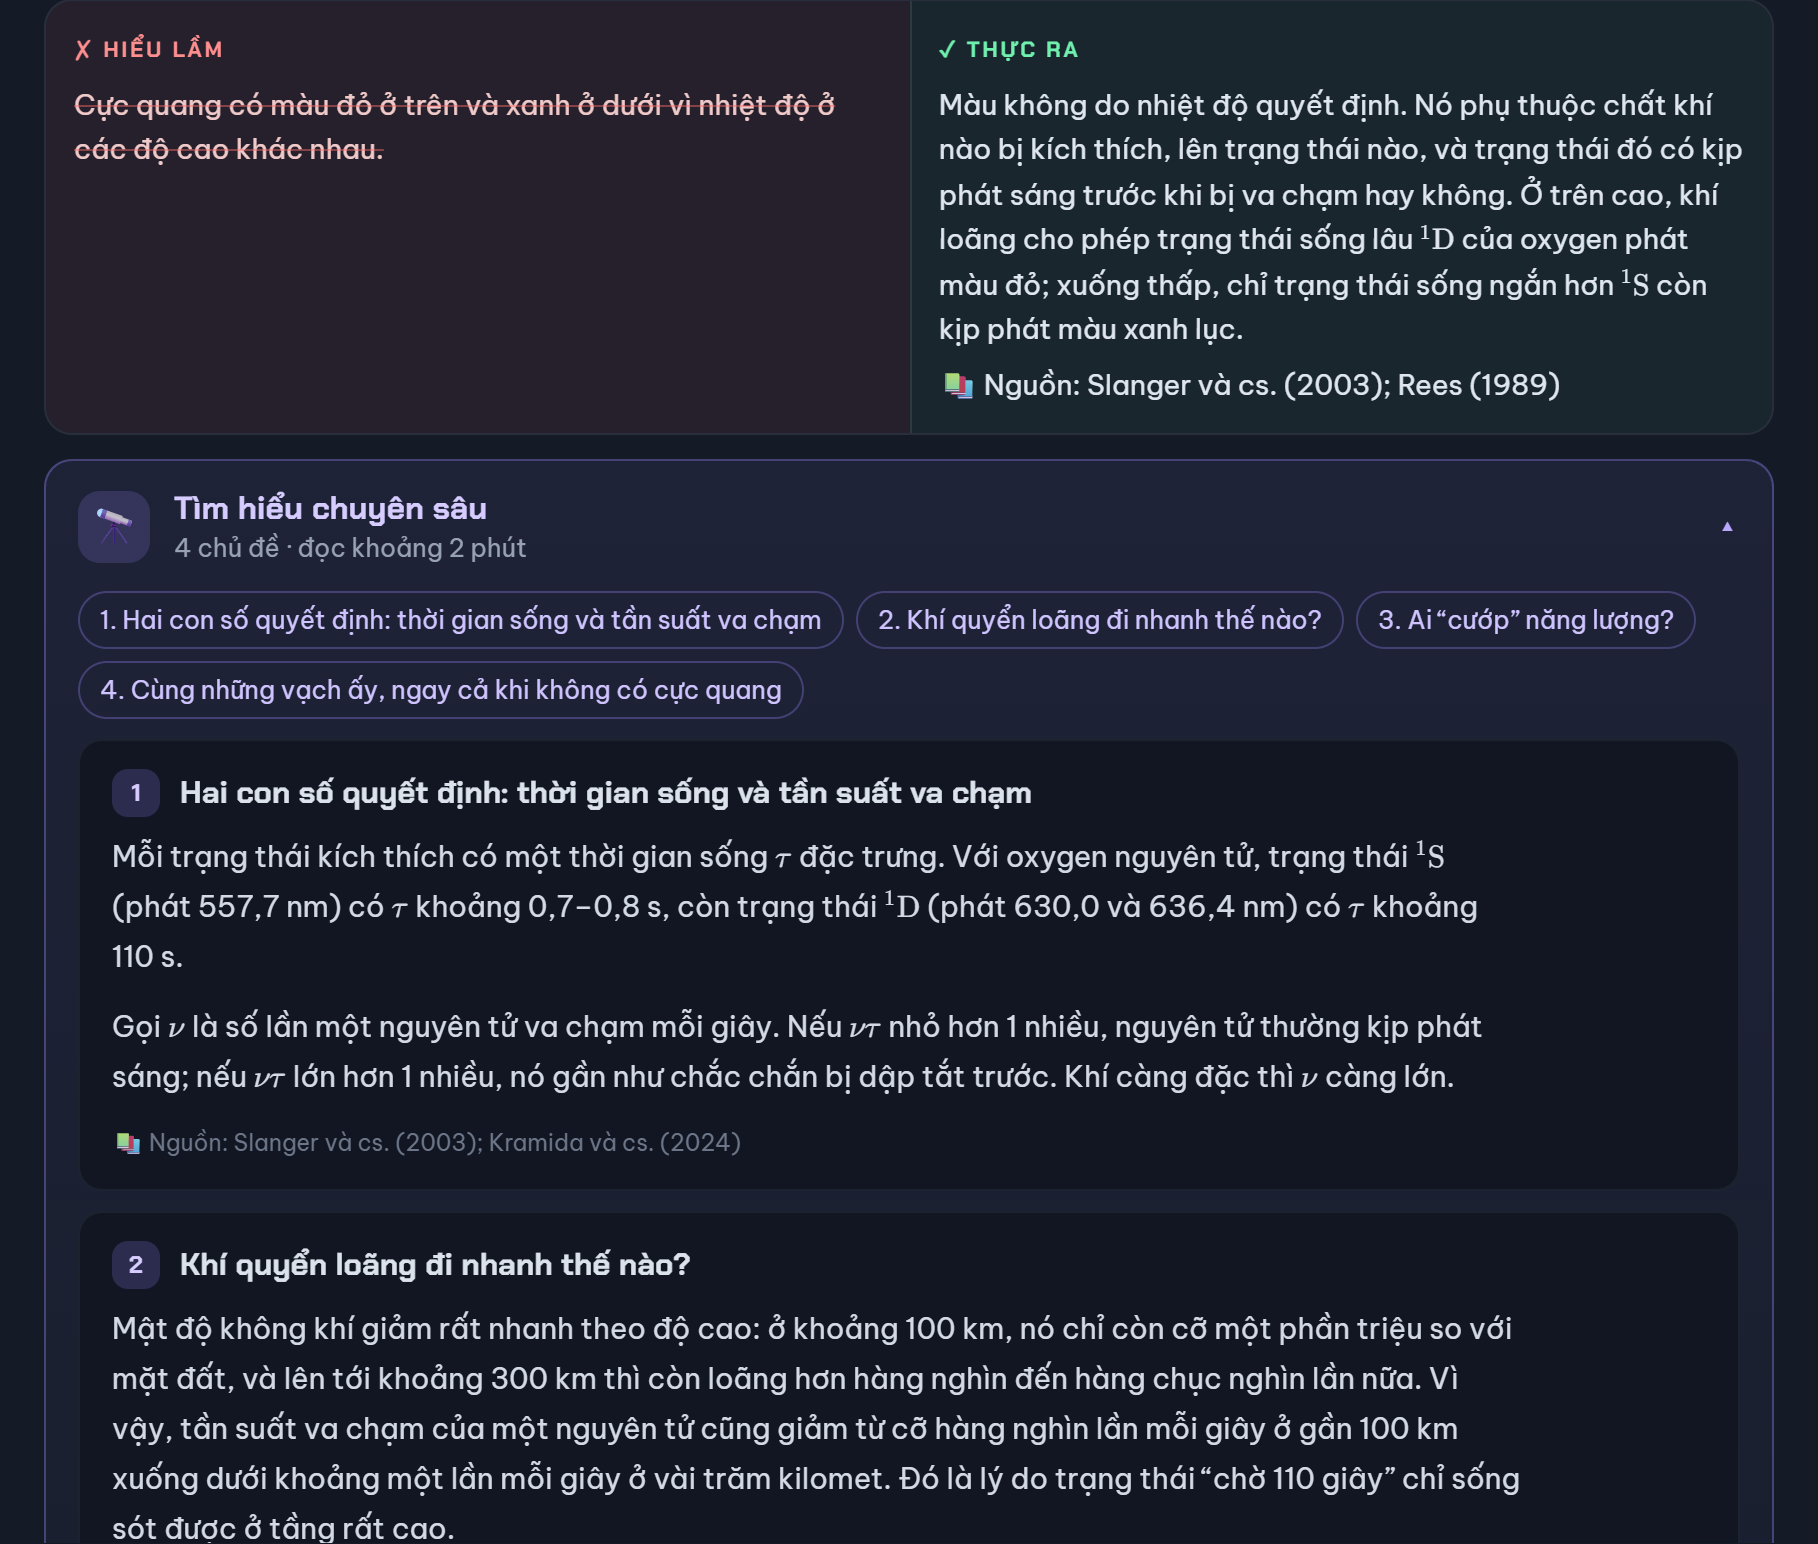 ✗ HIỂU LẦM
Cực quang có màu đỏ ở trên và xanh ở dưới vì nhiệt độ ở
các độ cao khác nhau.
✓ THỰC RA
Màu không do nhiệt độ quyết định. Nó phụ thuộc chất khí
nào bị kích thích, lên trạng thái nào, và trạng thái đó có kịp
phát sáng trước khi bị va chạm hay không. Ở trên cao, khí
loãng cho phép trạng thái sống lâu ¹D của oxygen phát
màu đỏ; xuống thấp, chỉ trạng thái sống ngắn hơn ¹S còn
kịp phát màu xanh lục.
📚 Nguồn: Slanger và cs. (2003); Rees (1989)
Tìm hiểu chuyên sâu
4 chủ đề · đọc khoảng 2 phút
▲
1. Hai con số quyết định: thời gian sống và tần suất va chạm
2. Khí quyển loãng đi nhanh thế nào?
3. Ai “cướp” năng lượng?
4. Cùng những vạch ấy, ngay cả khi không có cực quang
1 Hai con số quyết định: thời gian sống và tần suất va chạm
Mỗi trạng thái kích thích có một thời gian sống τ đặc trưng. Với oxygen nguyên tử, trạng thái ¹S
(phát 557,7 nm) có τ khoảng 0,7–0,8 s, còn trạng thái ¹D (phát 630,0 và 636,4 nm) có τ khoảng
110 s.
Gọi ν là số lần một nguyên tử va chạm mỗi giây. Nếu ντ nhỏ hơn 1 nhiều, nguyên tử thường kịp phát
sáng; nếu ντ lớn hơn 1 nhiều, nó gần như chắc chắn bị dập tắt trước. Khí càng đặc thì ν càng lớn.
📚 Nguồn: Slanger và cs. (2003); Kramida và cs. (2024)
2 Khí quyển loãng đi nhanh thế nào?
Mật độ không khí giảm rất nhanh theo độ cao: ở khoảng 100 km, nó chỉ còn cỡ một phần triệu so với
mặt đất, và lên tới khoảng 300 km thì còn loãng hơn hàng nghìn đến hàng chục nghìn lần nữa. Vì
vậy, tần suất va chạm của một nguyên tử cũng giảm từ cỡ hàng nghìn lần mỗi giây ở gần 100 km
xuống dưới khoảng một lần mỗi giây ở vài trăm kilomet. Đó là lý do trạng thái “chờ 110 giây” chỉ sống
sót được ở tầng rất cao.